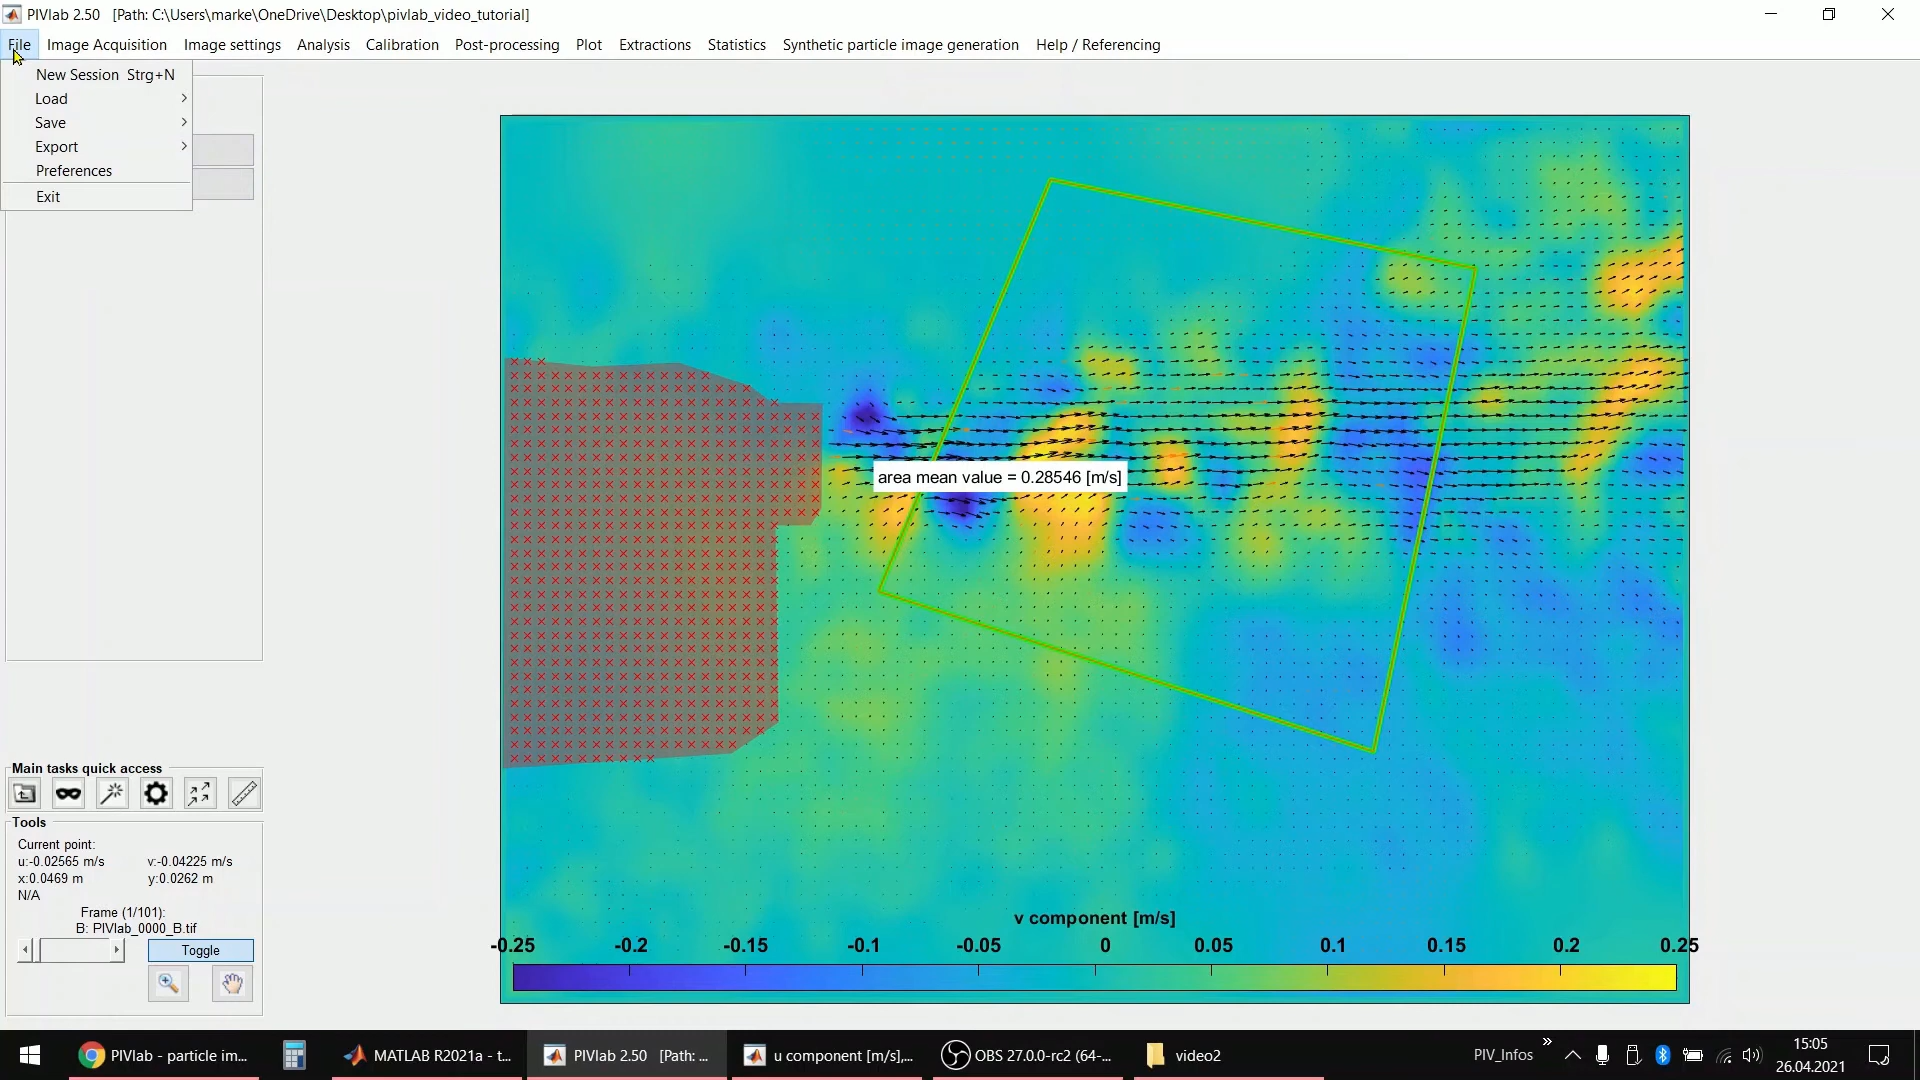 PIVlab 2.50 [Path: C:\Users\marke\OneDrive\Desktop\pivlab_video_tutorial]
File Image Acquisition Image settings Analysis Calibration Post-processing Plot Extractions Statistics Synthetic particle image generation Help / Referencing
New Session Strg+N
Load
Save
Export
Preferences
Exit
area mean value = 0.28546 [m/s]
v component [m/s]
-0.25 -0.2 -0.15 -0.1 -0.05 0 0.05 0.1 0.15 0.2 0.25
Main tasks quick access
Tools
Current point:
u:-0.02565 m/s v:-0.04225 m/s
x:0.0469 m y:0.0262 m
N/A
Frame (1/101):
B: PIVlab_0000_B.tif
Toggle
PIVlab - particle im...
MATLAB R2021a - t...
PIVlab 2.50 [Path: ...
u component [m/s],...
OBS 27.0.0-rc2 (64-...
video2
PIV_Infos
15:05
26.04.2021